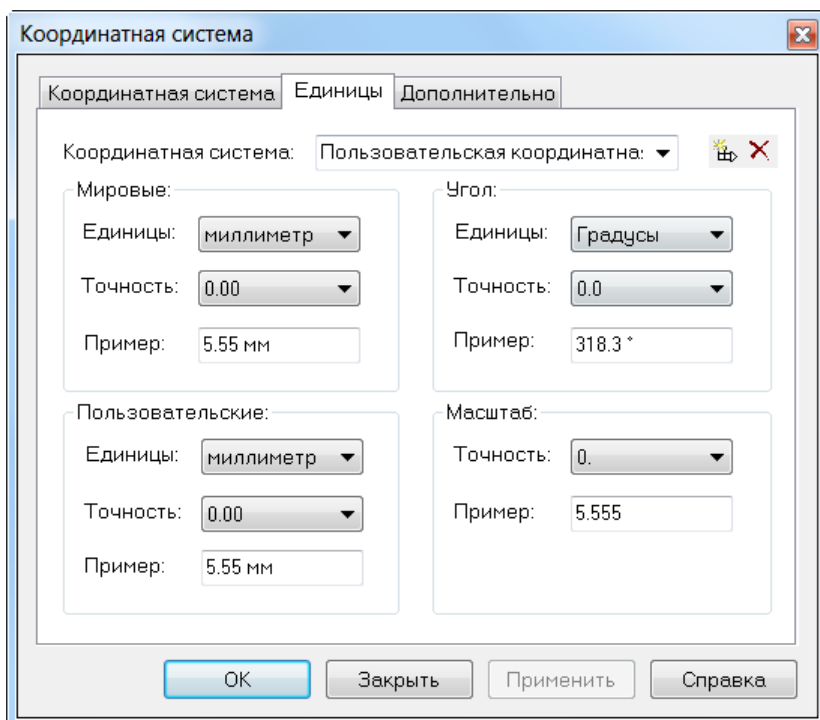 Координатная система
Координатная система Единицы Дополнительно
Координатная система: Пользовательская координатна:
Мировые:
Единицы: миллиметр
Точность: 0.00
Пример: 5.55 мм
Угол:
Единицы: Градусы
Точность: 0.0
Пример: 318.3 °
Пользовательские:
Единицы: миллиметр
Точность: 0.00
Пример: 5.55 мм
Масштаб:
Точность: 0.
Пример: 5.555
OK Закрыть Применить Справка